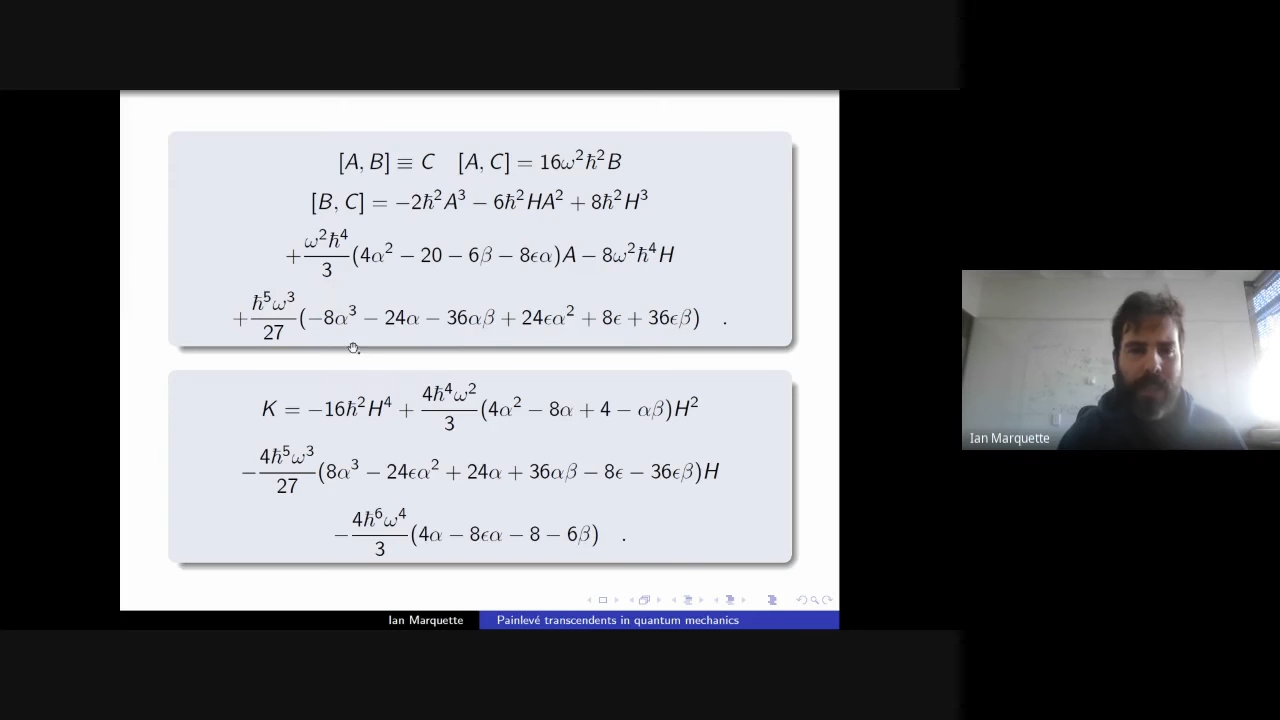 [A, B] ≡ C [A, C] = 16ω²ℏ²B
[B, C] = −2ℏ²A³ − 6ℏ²HA² + 8ℏ²H³
+ω²ℏ⁴/3(4α² − 20 − 6β − 8ϵα)A − 8ω²ℏ⁴H
+ℏ⁵ω³/27(−8α³ − 24α − 36αβ + 24ϵα² + 8ϵ + 36ϵβ) .
K = −16ℏ²H⁴ + 4ℏ⁴ω²/3(4α² − 8α + 4 − αβ)H²
−4ℏ⁵ω³/27(8α³ − 24ϵα² + 24α + 36αβ − 8ϵ − 36ϵβ)H
−4ℏ⁶ω⁴/3(4α − 8ϵα − 8 − 6β) .
Ian Marquette Painlevé transcendents in quantum mechanics
Ian Marquette